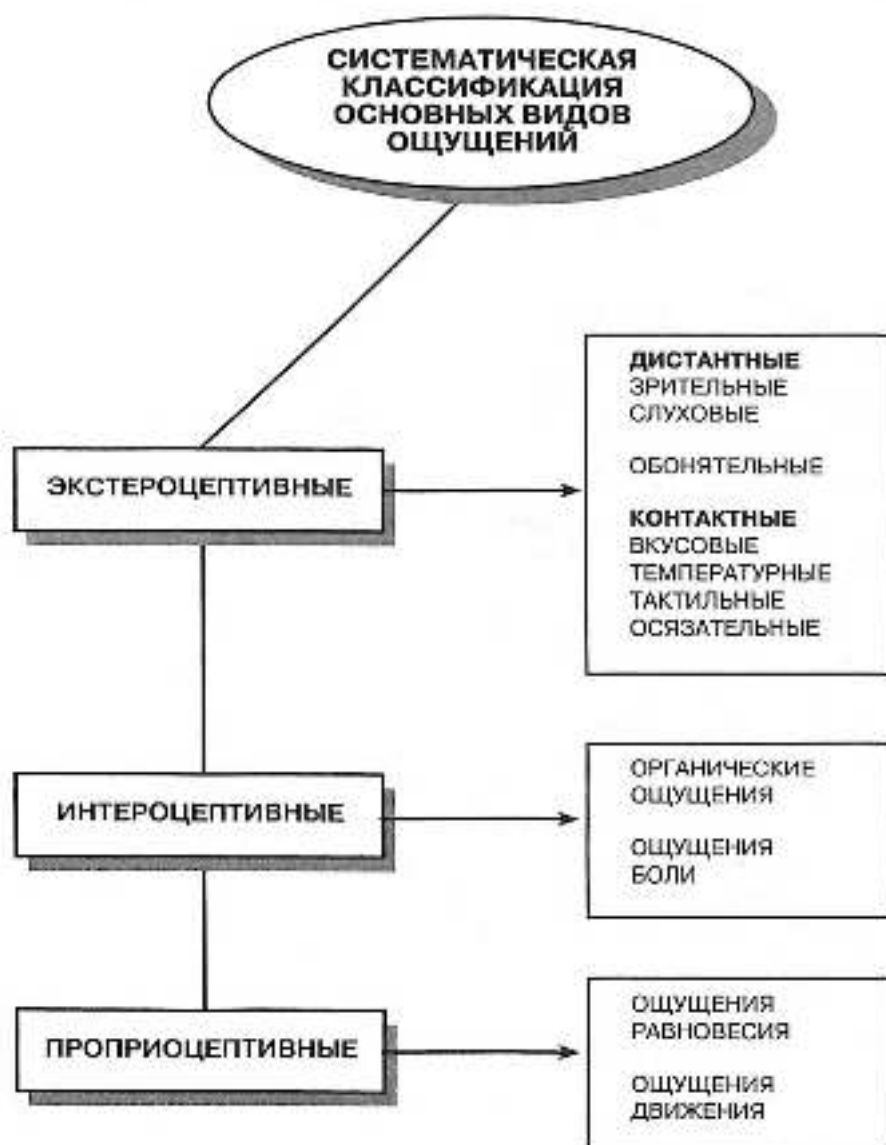 СИСТЕМАТИЧЕСКАЯ
КЛАССИФИКАЦИЯ
ОСНОВНЫХ ВИДОВ
ОЩУЩЕНИЙ
ЭКСТЕРОЦЕПТИВНЫЕ
ДИСТАНТНЫЕ
ЗРИТЕЛЬНЫЕ
СЛУХОВЫЕ
ОБОНЯТЕЛЬНЫЕ
КОНТАКТНЫЕ
ВКУСОВЫЕ
ТЕМПЕРАТУРНЫЕ
ТАКТИЛЬНЫЕ
ОСЯЗАТЕЛЬНЫЕ
ИНТЕРОЦЕПТИВНЫЕ
ОРГАНИЧЕСКИЕ
ОЩУЩЕНИЯ
ОЩУЩЕНИЯ
БОЛИ
ПРОПРИОЦЕПТИВНЫЕ
ОЩУЩЕНИЯ
РАВНОВЕСИЯ
ОЩУЩЕНИЯ
ДВИЖЕНИЯ